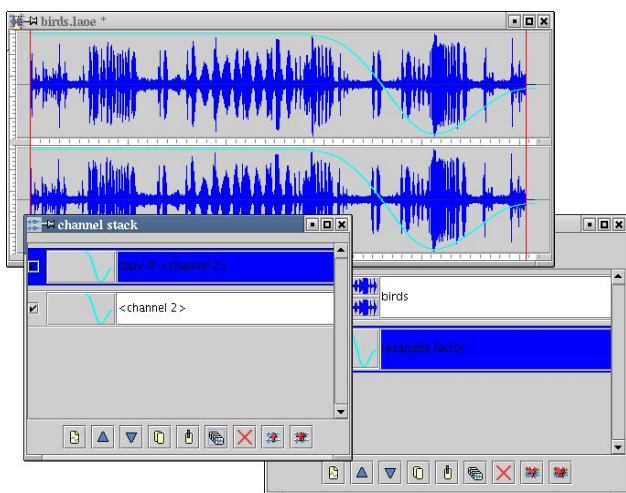 birds.laoe *
channel stack
copy of <channel 2>
<channel 2>
birds
resample factor